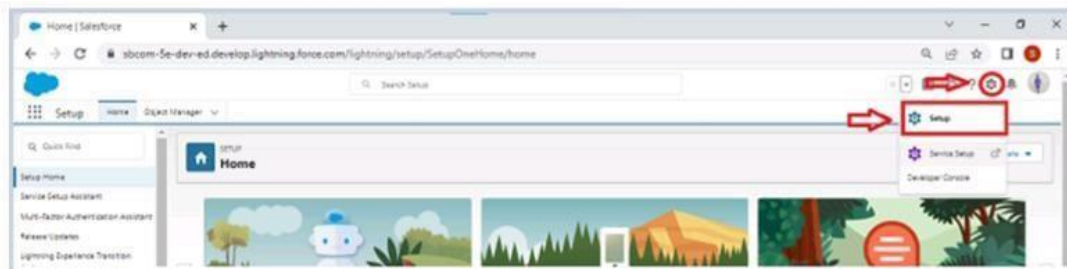 Home | Salesforce
sbcom-5e-dev-ed.develop.lightning.force.com/lightning/setup/SetupOneHome/home
S
Search Setup
Setup Home Object Manager
Setup
Quick Find
SETUP
Home
Service Setup
Developer Console
Setup Home
Service Setup Assistant
Multi-Factor Authentication Assistant
Release Updates
Lightning Experience Transition